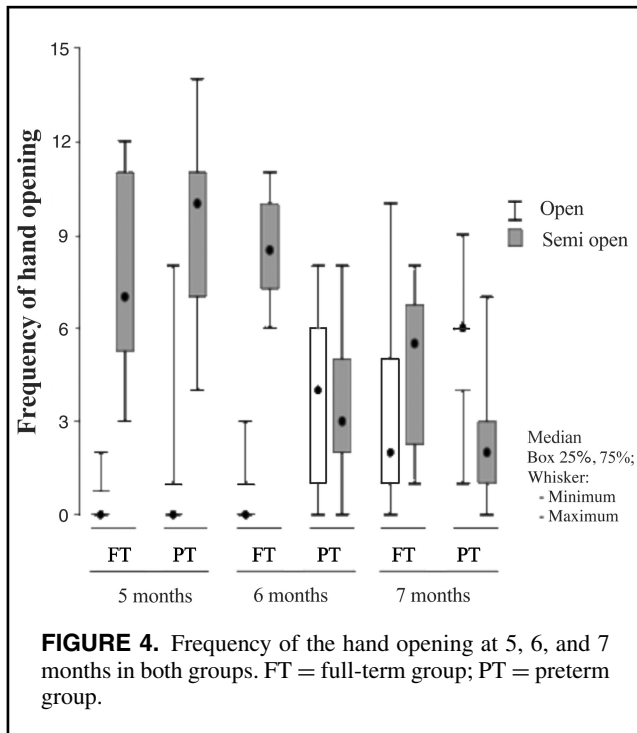 Frequency of hand opening
15
12
9
6
3
0
Open
Semi open
Median
Box 25%, 75%;
Whisker:
- Minimum
- Maximum
FT PT FT PT FT PT
5 months 6 months 7 months
FIGURE 4. Frequency of the hand opening at 5, 6, and 7
months in both groups. FT = full-term group; PT = preterm
group.